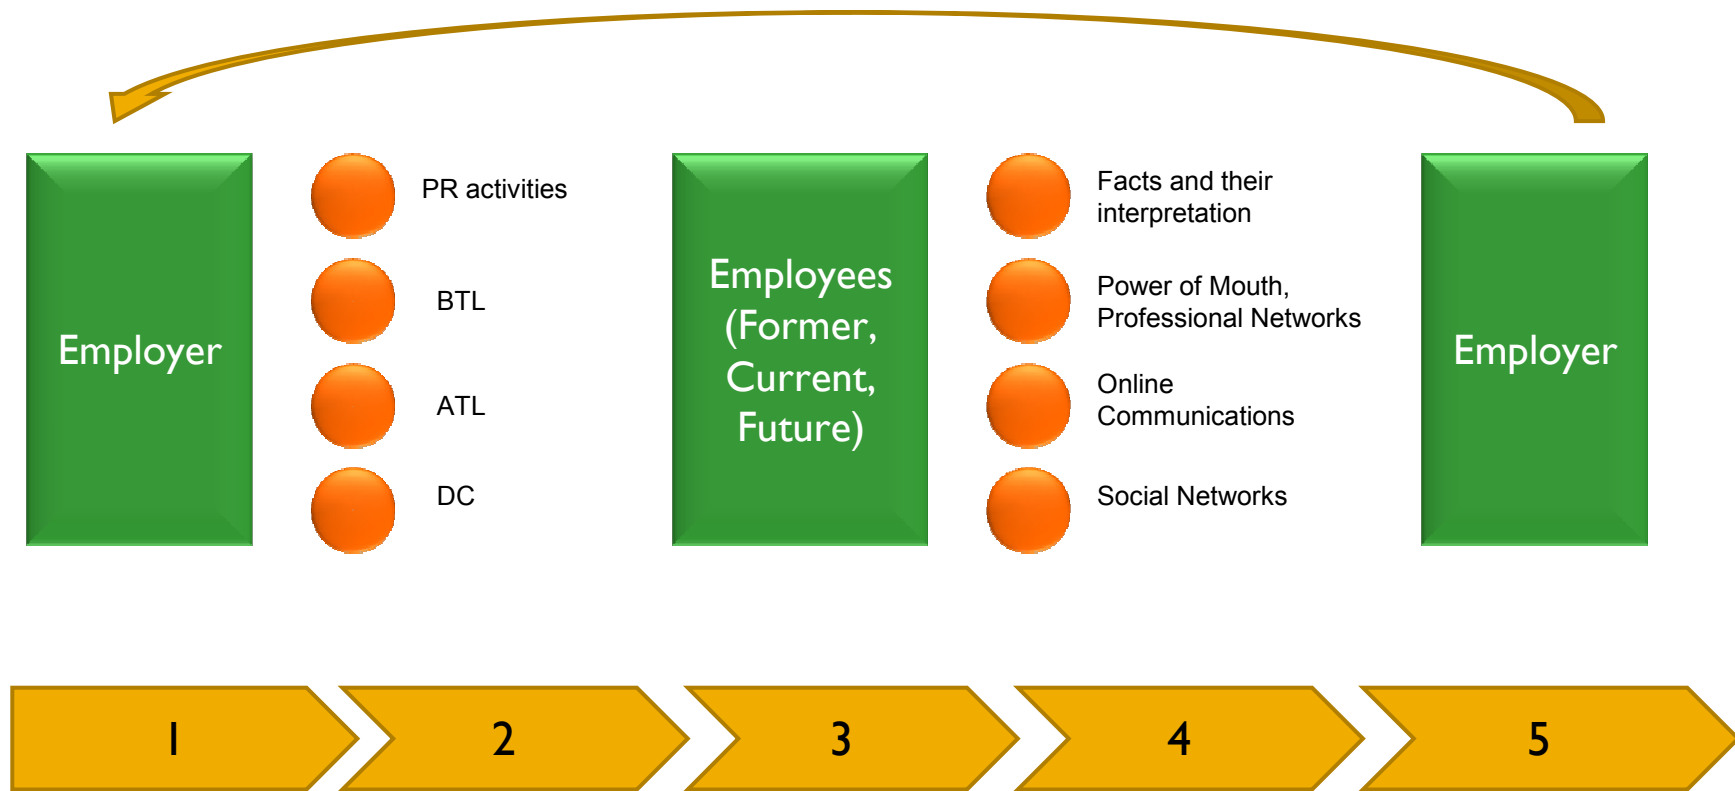 Employer
PR activities
BTL
ATL
DC
Employees
(Former,
Current,
Future)
Facts and their
interpretation
Power of Mouth,
Professional Networks
Online
Communications
Social Networks
Employer
1
2
3
4
5